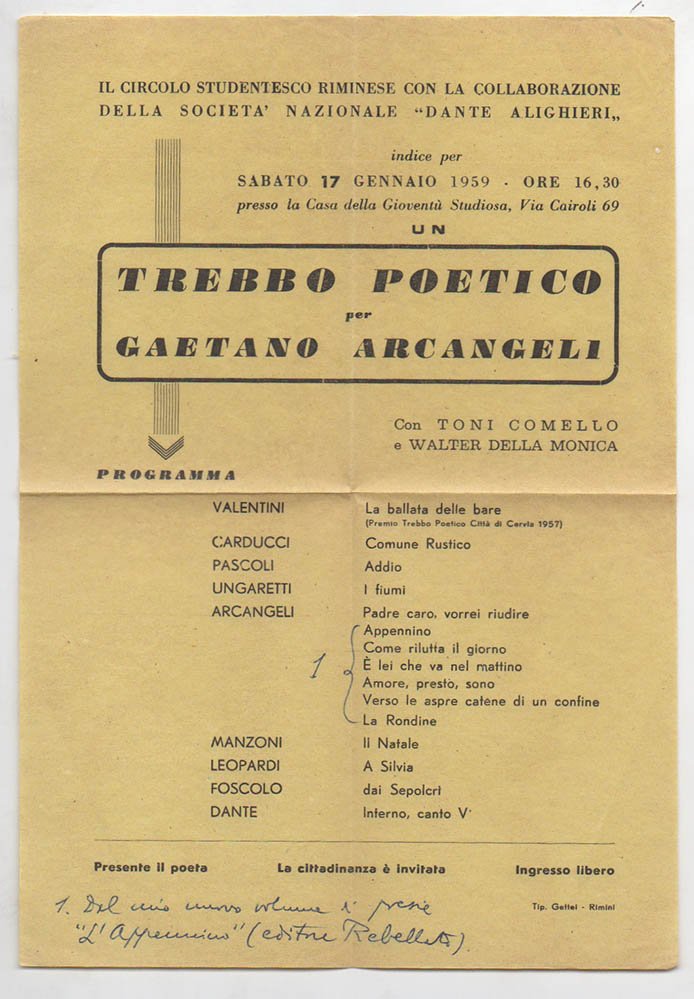 IL CIRCOLO STUDENTESCO RIMINESE CON LA COLLABORAZIONE
DELLA SOCIETA' NAZIONALE "DANTE ALIGHIERI„
indice per
SABATO 17 GENNAIO 1959 - ORE 16,30
presso la Casa della Gioventù Studiosa, Via Cairoli 69
UN
TREBBO POETICO
per
GAETANO ARCANGELI
Con TONI COMELLO
e WALTER DELLA MONICA
PROGRAMMA
VALENTINI La ballata delle bare
(Premio Trebbo Poetico Città di Cervia 1957)
CARDUCCI Comune Rustico
PASCOLI Addio
UNGARETTI I fiumi
ARCANGELI Padre caro, vorrei riudire
Appennino
Come rilutta il giorno
1 È lei che va nel mattino
Amore, presto, sono
Verso le aspre catene di un confine
La Rondine
MANZONI Il Natale
LEOPARDI A Silvia
FOSCOLO dai Sepolcri
DANTE Inferno, canto V°
Presente il poeta La cittadinanza è invitata Ingresso libero
1. Dal mio nuovo volume di poesie
"L'Appennino" (editore Rebellato).
Tip. Gattei - Rimini